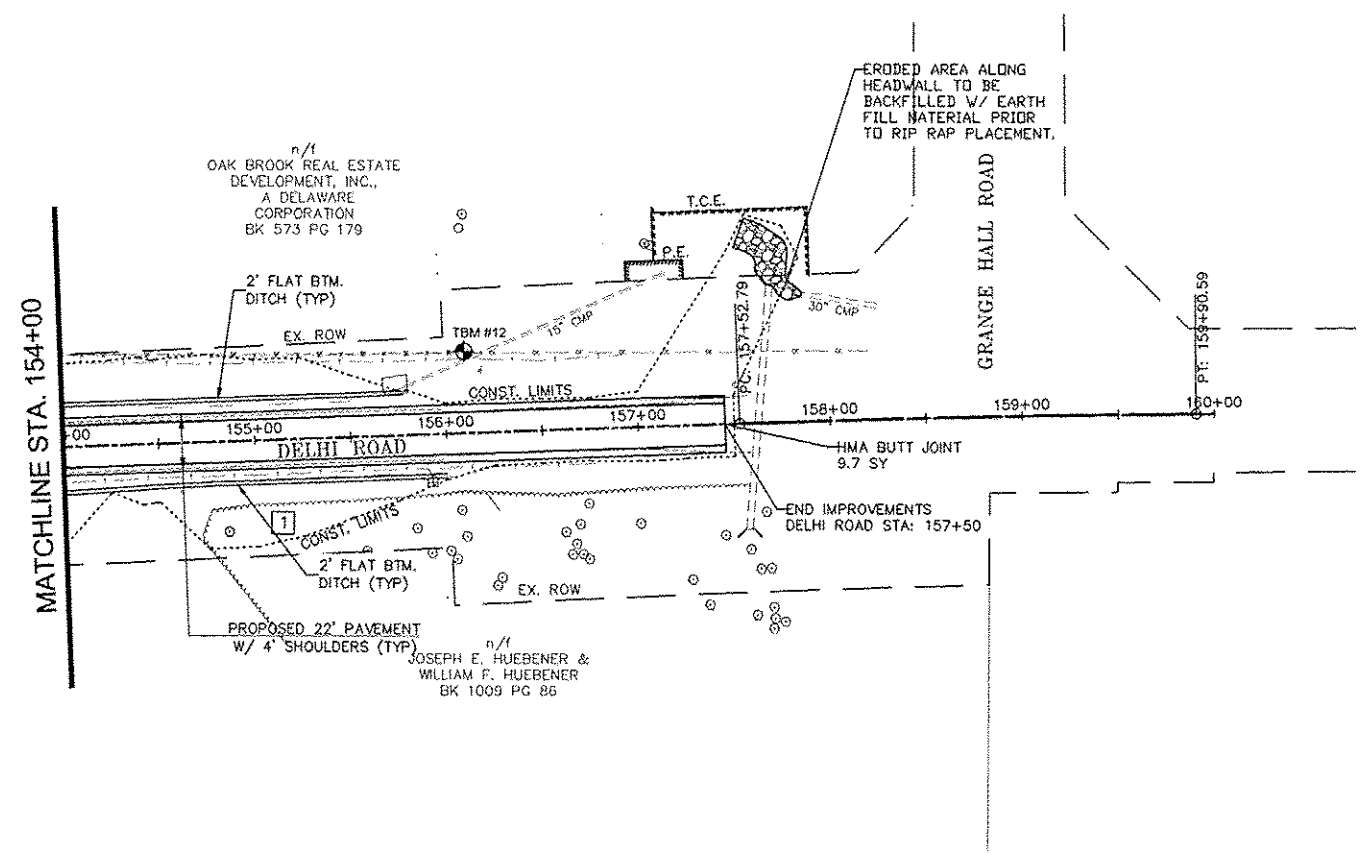 ERODED AREA ALONG
HEADWALL TO BE
BACKFILLED W/ EARTH
FILL MATERIAL PRIOR
TO RIP RAP PLACEMENT.
n/f
OAK BROOK REAL ESTATE
DEVELOPMENT, INC.,
A DELAWARE
CORPORATION
BK 573 PG 179
T.C.E.
P.E.
GRANGE HALL ROAD
2' FLAT BTM.
DITCH (TYP)
MATCHLINE STA. 154+00
EX. ROW
TBM #12
15" CMP
30" CMP
PC: 157+52.79
PT: 159+90.59
CONST. LIMITS
00
155+00
156+00
157+00
158+00
159+00
160+00
DELHI ROAD
HMA BUTT JOINT
9.7 SY
END IMPROVEMENTS
DELHI ROAD STA: 157+50
1
CONST. LIMITS
2' FLAT BTM.
DITCH (TYP)
EX. ROW
PROPOSED 22' PAVEMENT
W/ 4' SHOULDERS (TYP)
n/f
JOSEPH E. HUEBENER &
WILLIAM F. HUEBENER
BK 1009 PG 86